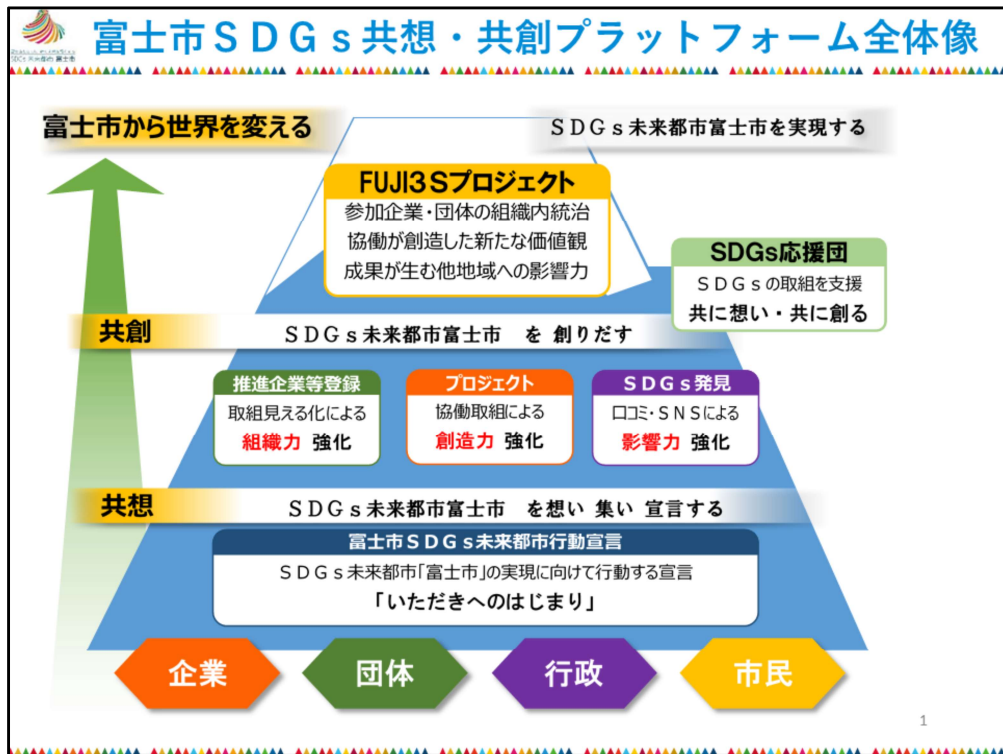 富士市SDGs共想・共創プラットフォーム全体像
SDGs未来都市 富士市
富士市から世界を変える
SDGs未来都市富士市を実現する
FUJI3Sプロジェクト
参加企業・団体の組織内統治
協働が創造した新たな価値観
成果が生む他地域への影響力
SDGs応援団
SDGsの取組を支援
共に想い・共に創る
共創
SDGs未来都市富士市 を 創りだす
推進企業等登録
取組見える化による
組織力 強化
プロジェクト
協働取組による
創造力 強化
SDGs発見
口コミ・SNSによる
影響力 強化
共想
SDGs未来都市富士市 を想い 集い 宣言する
富士市SDGs未来都市行動宣言
SDGs未来都市「富士市」の実現に向けて行動する宣言
「いただきへのはじまり」
企業
団体
行政
市民
1